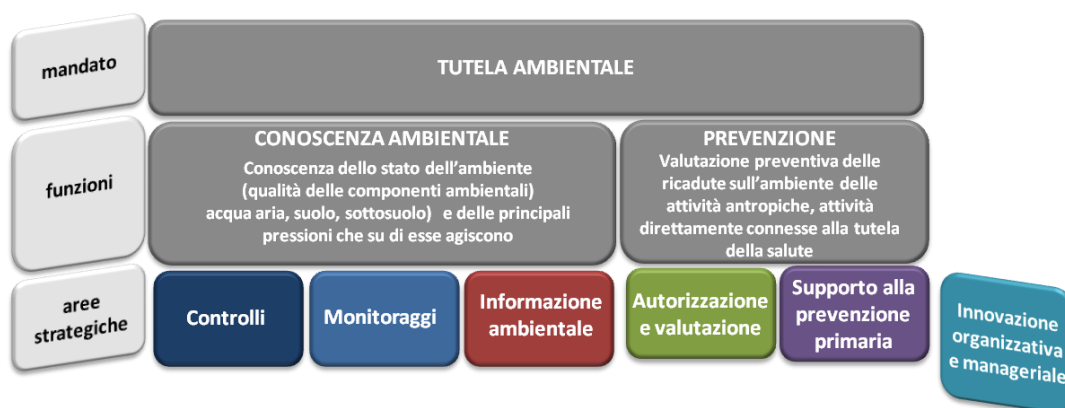 mandato
TUTELA AMBIENTALE
funzioni
CONOSCENZA AMBIENTALE
Conoscenza dello stato dell'ambiente
(qualità delle componenti ambientali)
acqua aria, suolo, sottosuolo) e delle principali
pressioni che su di esse agiscono
PREVENZIONE
Valutazione preventiva delle
ricadute sull'ambiente delle
attività antropiche, attività
direttamente connesse alla tutela
della salute
aree
strategiche
Controlli
Monitoraggi
Informazione
ambientale
Autorizzazione
e valutazione
Supporto alla
prevenzione
primaria
Innovazione
organizzativa
e manageriale